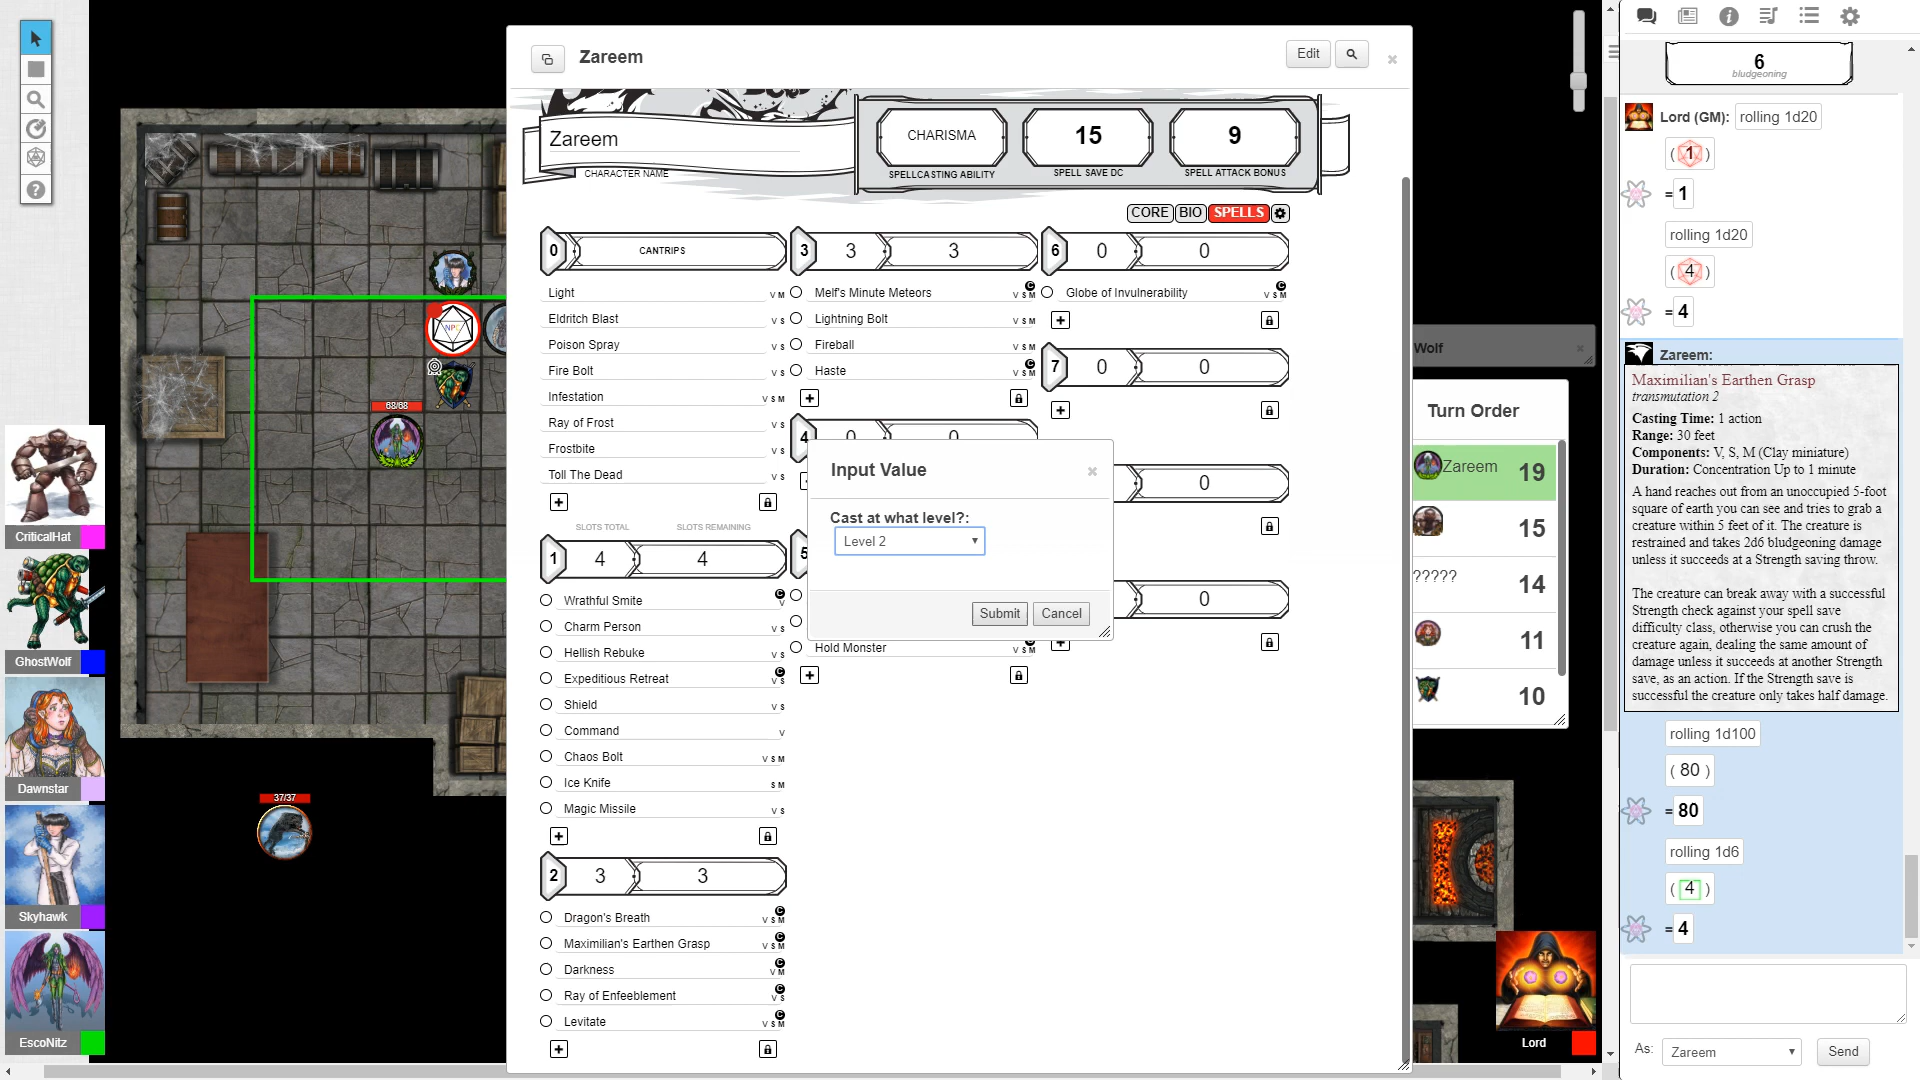 Zareem
Edit
Zareem
CHARACTER NAME
CHARISMA
SPELLCASTING ABILITY
15
SPELL SAVE DC
9
SPELL ATTACK BONUS
CORE
BIO
SPELLS
0
CANTRIPS
Light
V M
Eldritch Blast
V S
Poison Spray
V S
Fire Bolt
V S
Infestation
V S M
Ray of Frost
V S
Frostbite
V S
Toll The Dead
V S
SLOTS TOTAL
SLOTS REMAINING
1
4
4
Wrathful Smite
C
V
Charm Person
V S
Hellish Rebuke
V S
Expeditious Retreat
C
V S
Shield
V S
Command
V
Chaos Bolt
V S M
Ice Knife
S M
Magic Missile
V S
2
3
3
Dragon's Breath
C
V S M
Maximilian's Earthen Grasp
C
V S M
Darkness
C
V M
Ray of Enfeeblement
C
V S
Levitate
C
V S M
3
3
3
Melf's Minute Meteors
C
V S M
Lightning Bolt
V S M
Fireball
V S M
Haste
C
V S M
4
0
0
5
Hold Monster
V S M
6
0
0
Globe of Invulnerability
C
V S M
7
0
0
0
0
Input Value
Cast at what level?:
Level 2
Submit
Cancel
NPC
68/68
37/37
CriticalHat
GhostWolf
Dawnstar
Skyhawk
EscoNitz
Wolf
Turn Order
Zareem
19
15
?????
14
11
10
Lord
6
bludgeoning
Lord (GM):
rolling 1d20
(1)
=1
rolling 1d20
(4)
=4
Zareem:
Maximilian's Earthen Grasp
transmutation 2
Casting Time: 1 action
Range: 30 feet
Components: V, S, M (Clay miniature)
Duration: Concentration Up to 1 minute
A hand reaches out from an unoccupied 5-foot
square of earth you can see and tries to grab a
creature within 5 feet of it. The creature is
restrained and takes 2d6 bludgeoning damage
unless it succeeds at a Strength saving throw.
The creature can break away with a successful
Strength check against your spell save
difficulty class, otherwise you can crush the
creature again, dealing the same amount of
damage unless it succeeds at another Strength
save, as an action. If the Strength save is
successful the creature only takes half damage.
rolling 1d100
(80)
=80
rolling 1d6
(4)
=4
As:
Zareem
Send